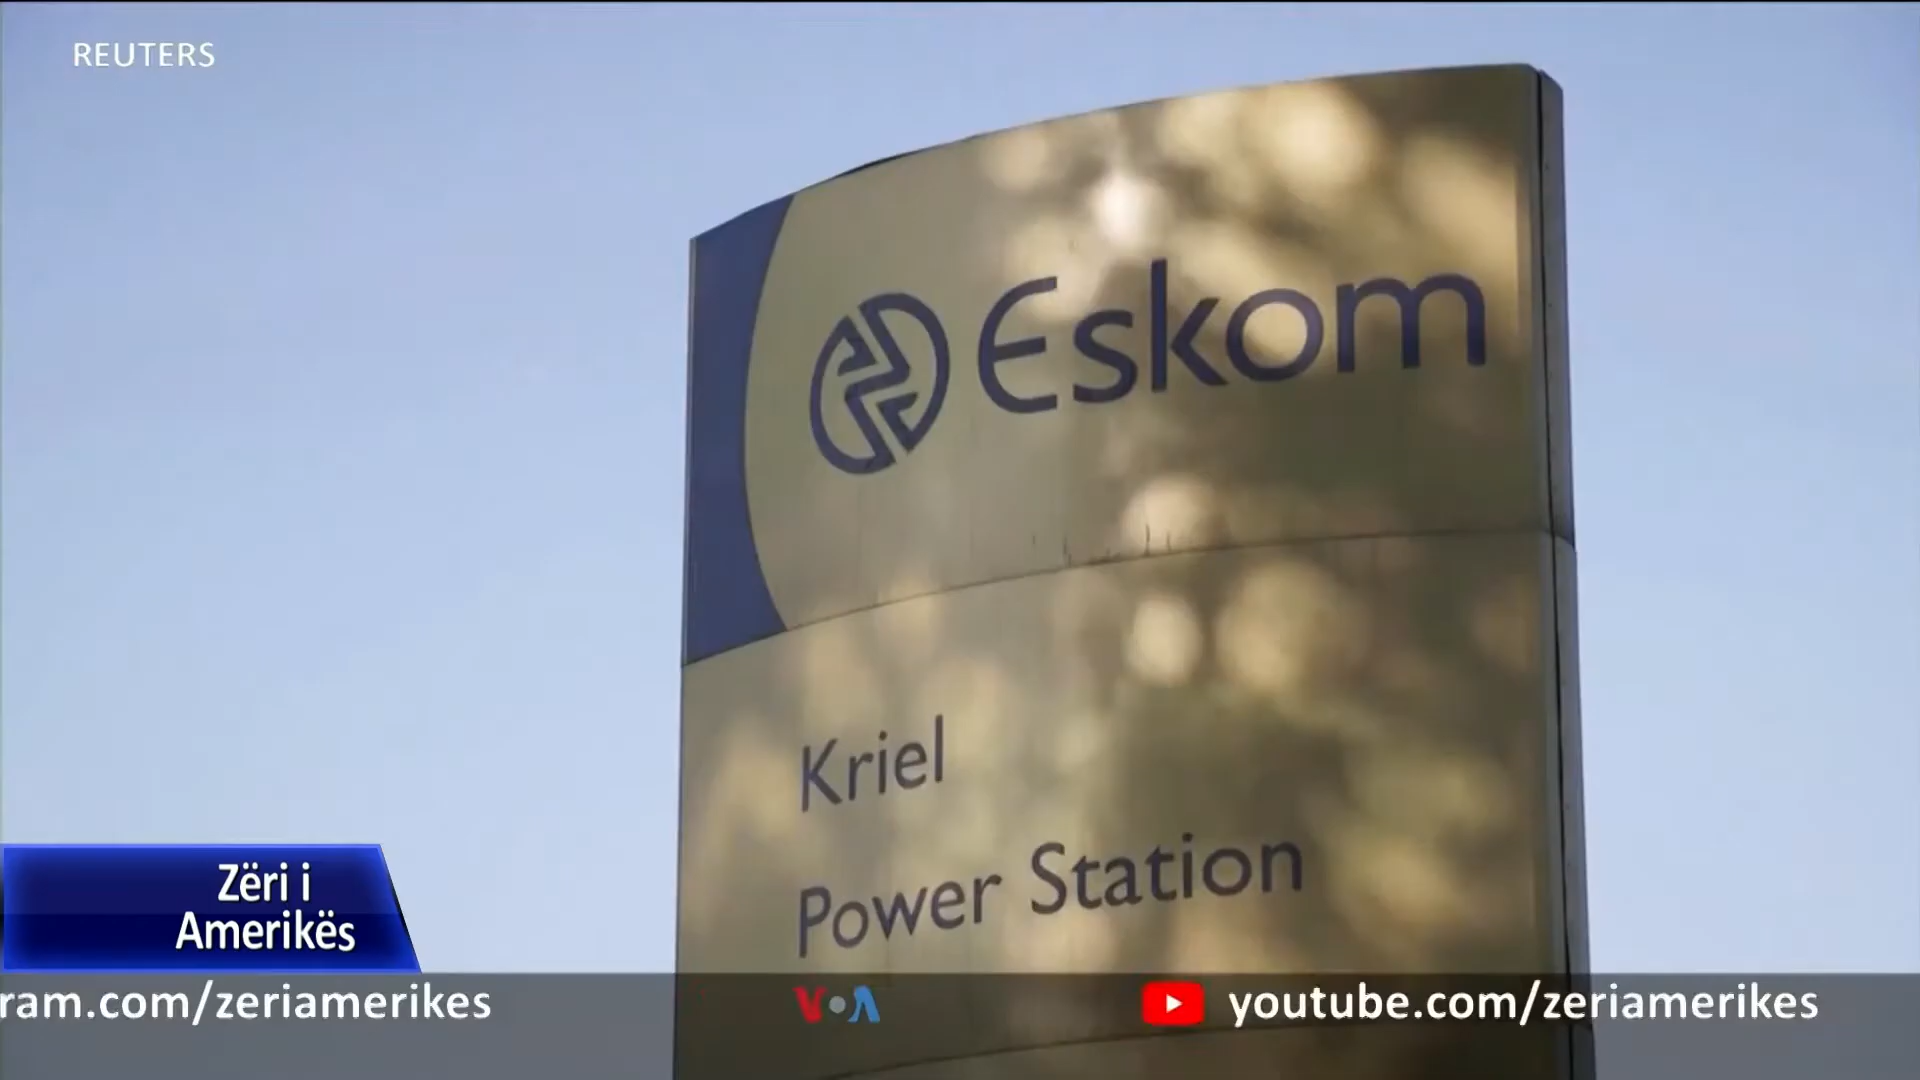 REUTERS
Eskom
Kriel
Power Station
Zëri i
Amerikës
ram.com/zeriamerikes
VOA
youtube.com/zeriamerikes